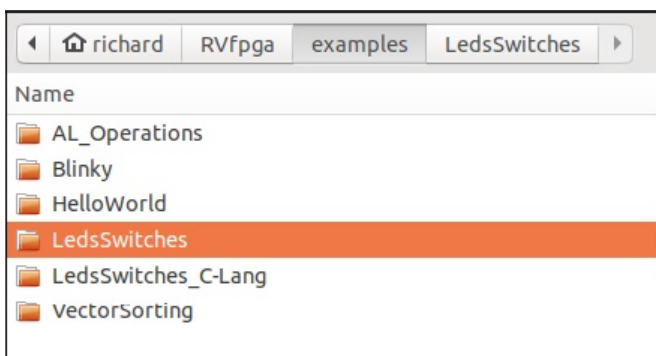 richard RVfpga examples LedsSwitches
Name
AL_Operations
Blinky
HelloWorld
LedsSwitches
LedsSwitches_C-Lang
VectorSorting